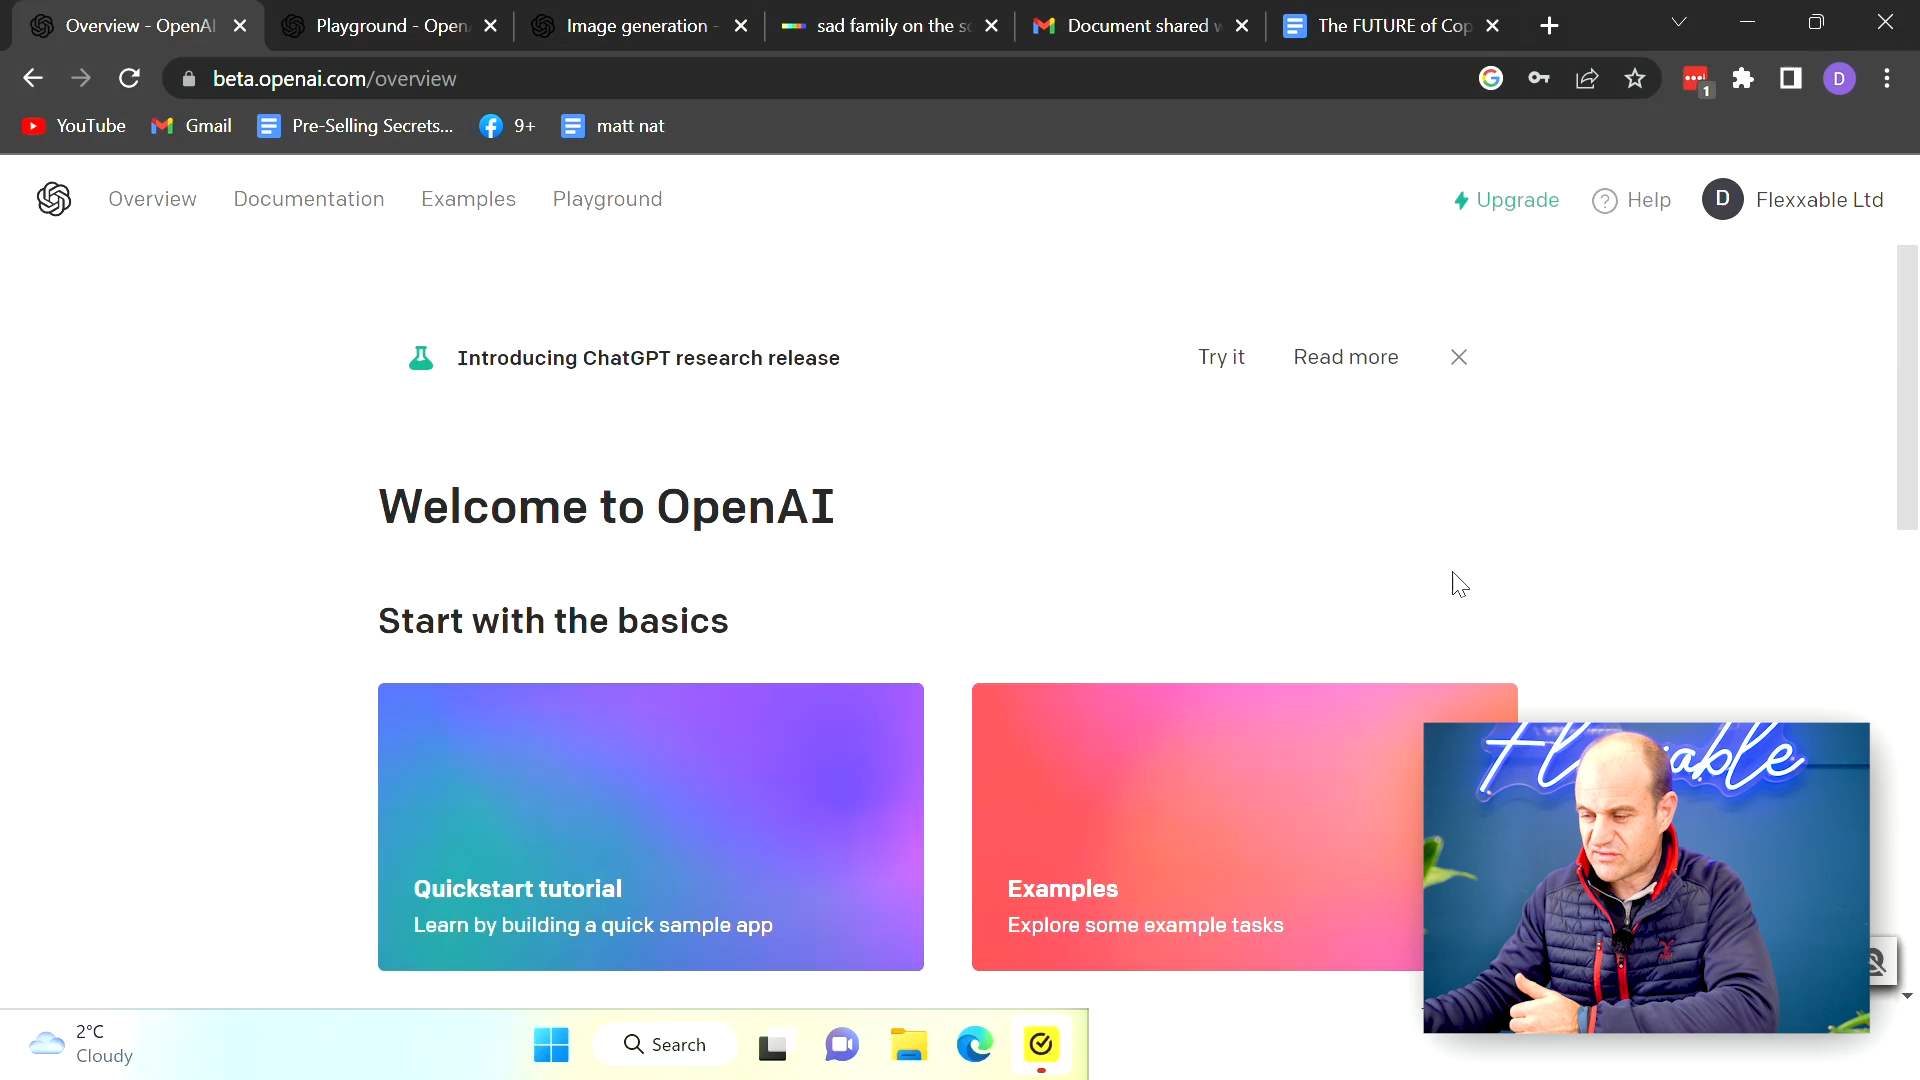 Overview - OpenAI
Playground - Open
Image generation -
sad family on the so
Document shared w
The FUTURE of Cop
beta.openai.com/overview
1
D
YouTube
Gmail
Pre-Selling Secrets...
9+
matt nat
Overview
Documentation
Examples
Playground
Upgrade
? Help
D
Flexxable Ltd
Introducing ChatGPT research release
Try it
Read more
Welcome to OpenAI
Start with the basics
Quickstart tutorial
Learn by building a quick sample app
Examples
Explore some example tasks
2°C
Cloudy
Search